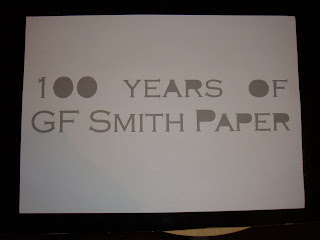 100 YEARS OF
GF SMITH PAPER